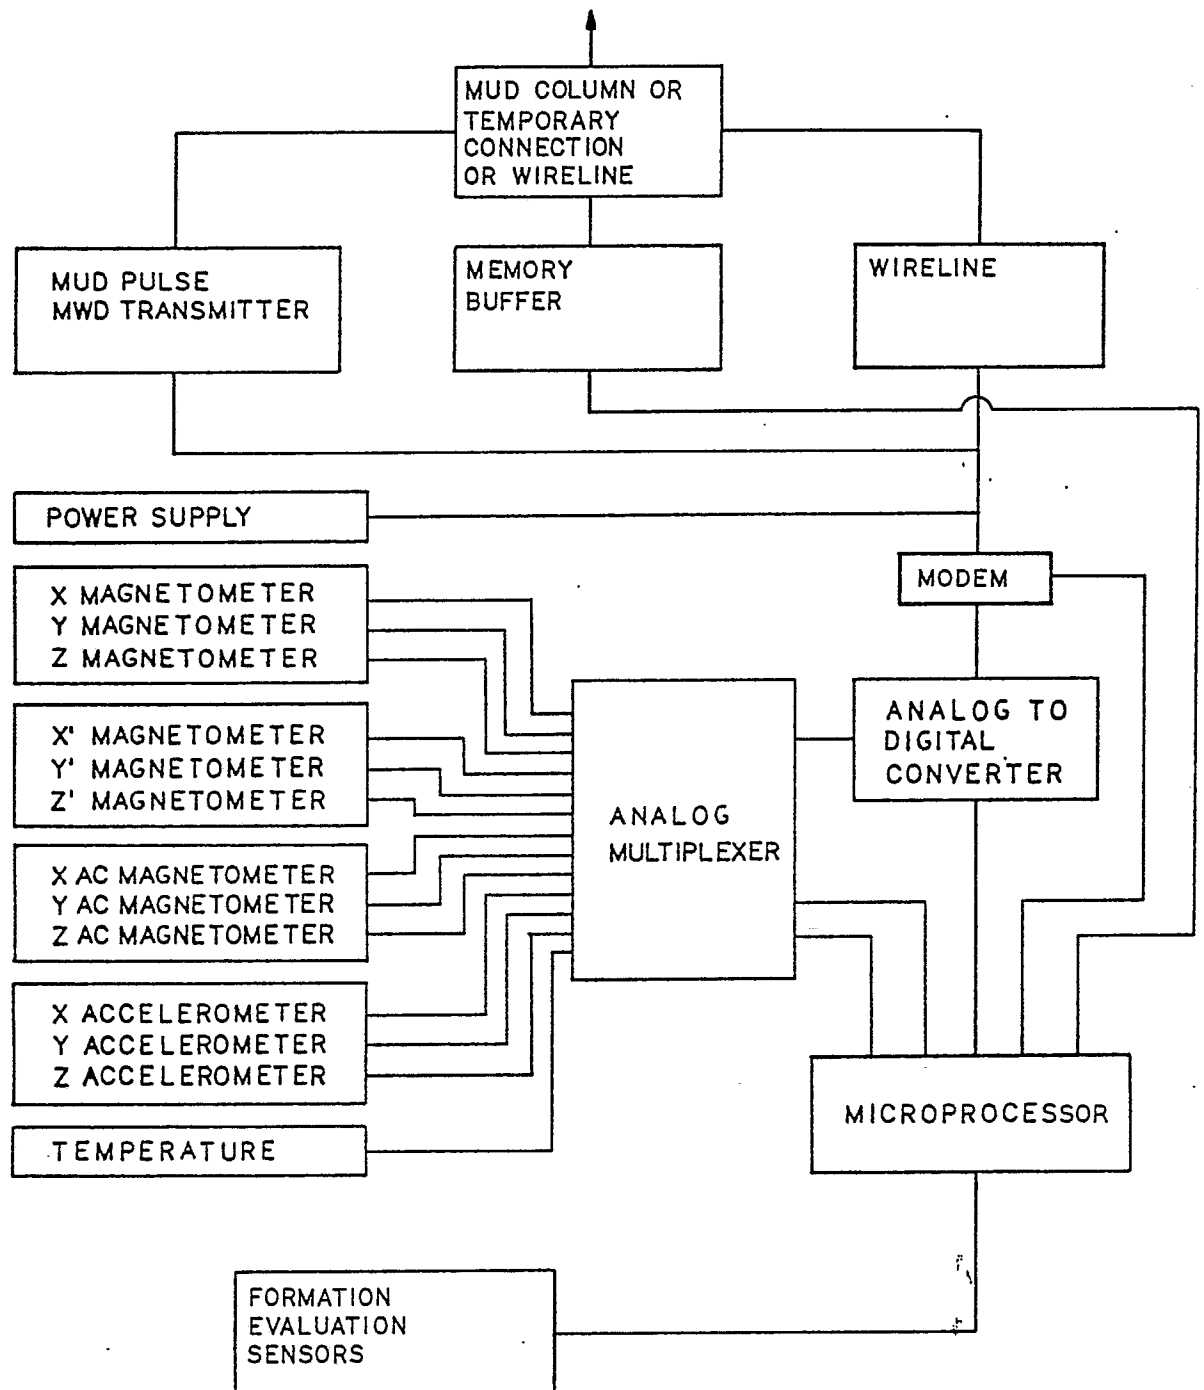 MUD COLUMN OR
TEMPORARY
CONNECTION
OR WIRELINE
MUD PULSE
MWD TRANSMITTER
MEMORY
BUFFER
WIRELINE
POWER SUPPLY
MODEM
X MAGNETOMETER
Y MAGNETOMETER
Z MAGNETOMETER
X' MAGNETOMETER
Y' MAGNETOMETER
Z' MAGNETOMETER
X AC MAGNETOMETER
Y AC MAGNETOMETER
Z AC MAGNETOMETER
X ACCELEROMETER
Y ACCELEROMETER
Z ACCELEROMETER
TEMPERATURE
ANALOG
MULTIPLEXER
ANALOG TO
DIGITAL
CONVERTER
MICROPROCESSOR
FORMATION
EVALUATION
SENSORS